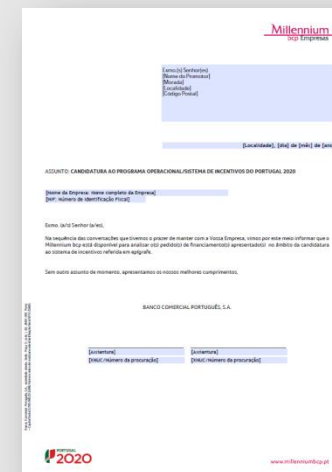 Millennium
bcp Empresas
Exmo.(s) Senhor(es)
[Nome do Promotor]
[Morada]
[Localidade]
[Código Postal]
[Localidade], [dia] de [mês] de [ano
ASSUNTO: CANDIDATURA AO PROGRAMA OPERACIONAL/SISTEMA DE INCENTIVOS DO PORTUGAL 2020
[Nome da Empresa: nome completo da Empresa]
[NIF: número de Identificação Fiscal]
Exmo. (a/s) Senhor (a/es),
Na sequência das conversações que tivemos o prazer de manter com a Vossa Empresa, vimos por este meio informar que o
Millennium bcp está disponível para analisar o(s) pedido(s) de financiamento(s) apresentado(s) no âmbito da candidatura
ao sistema de incentivos referida em epígrafe.
Sem outro assunto de momento, apresentamos os nossos melhores cumprimentos,
BANCO COMERCIAL PORTUGUÊS, S.A.
[Assinatura] [Assinatura]
[NNUC/número da procuração] [NNUC/número da procuração]
PORTUGAL
2020
www.millenniumbcp.pt